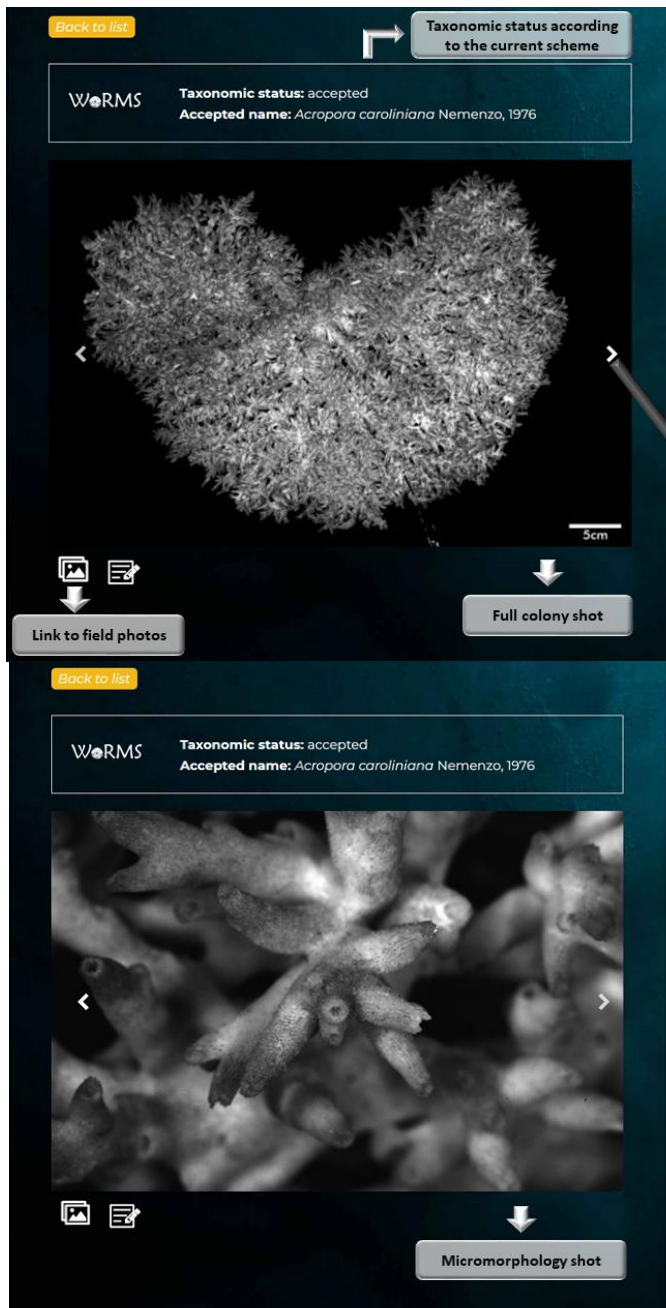 Back to list
Taxonomic status according
to the current scheme
WoRMS
Taxonomic status: accepted
Accepted name: Acropora caroliniana Nemenzo, 1976
5cm
Link to field photos
Full colony shot
Back to list
WoRMS
Taxonomic status: accepted
Accepted name: Acropora caroliniana Nemenzo, 1976
Micromorphology shot